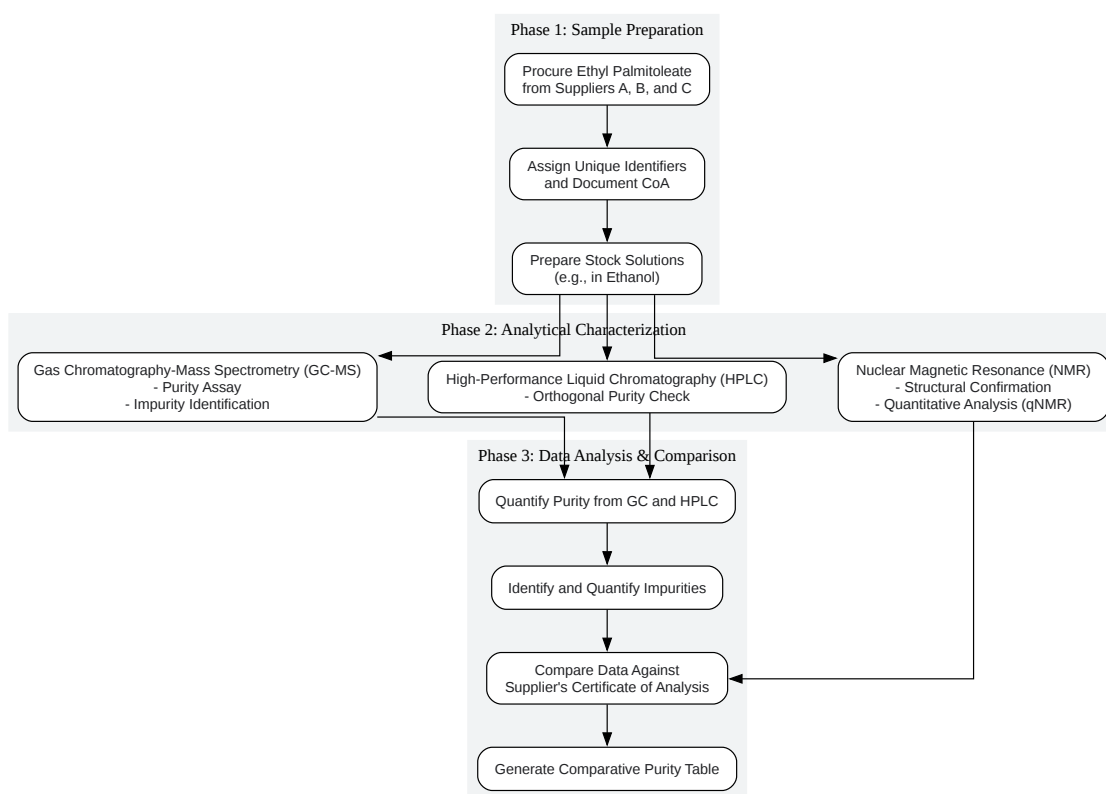 Phase 1: Sample Preparation
Procure Ethyl Palmitoleate
from Suppliers A, B, and C
Assign Unique Identifiers
and Document CoA
Prepare Stock Solutions
(e.g., in Ethanol)
Phase 2: Analytical Characterization
Gas Chromatography-Mass Spectrometry (GC-MS)
- Purity Assay
- Impurity Identification
High-Performance Liquid Chromatography (HPLC)
- Orthogonal Purity Check
Nuclear Magnetic Resonance (NMR)
- Structural Confirmation
- Quantitative Analysis (qNMR)
Phase 3: Data Analysis & Comparison
Quantify Purity from GC and HPLC
Identify and Quantify Impurities
Compare Data Against
Supplier's Certificate of Analysis
Generate Comparative Purity Table